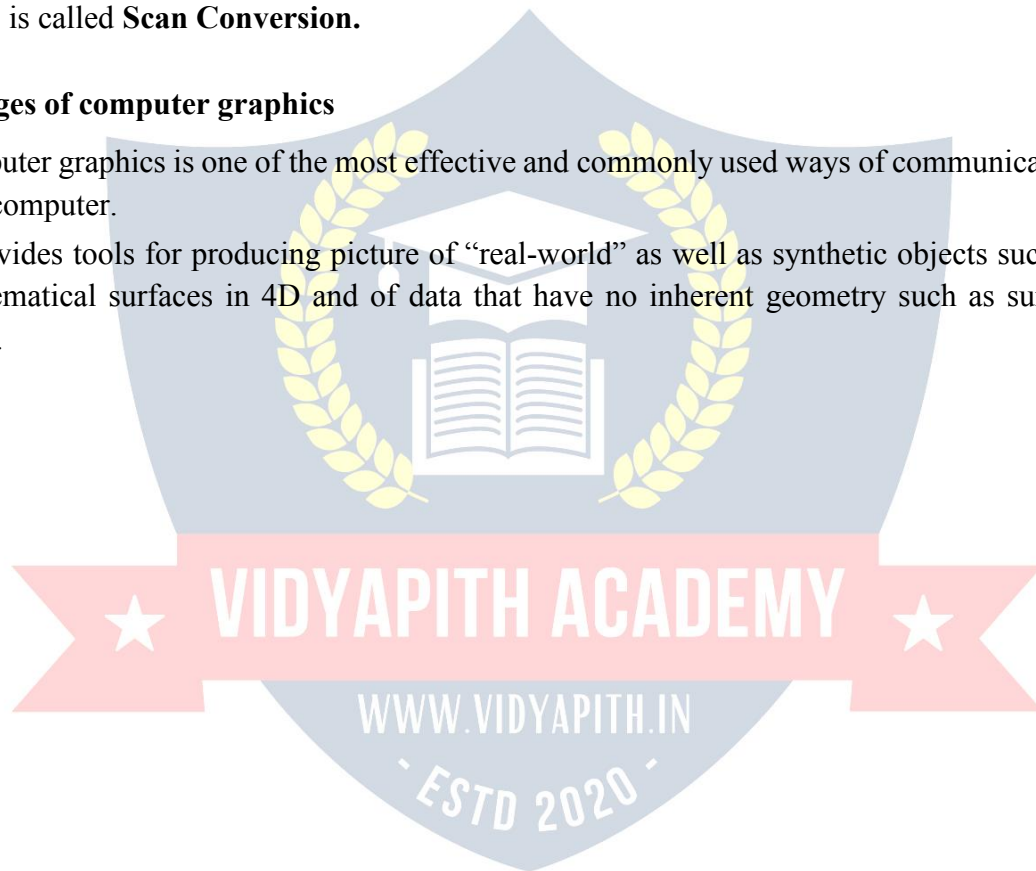 is called Scan Conversion.
ges of computer graphics
uter graphics is one of the most effective and commonly used ways of communica
computer.
vides tools for producing picture of “real-world” as well as synthetic objects suc
ematical surfaces in 4D and of data that have no inherent geometry such as su
VIDYAPITH ACADEMY
WWW.VIDYAPITH.IN
- ESTD 2020 -